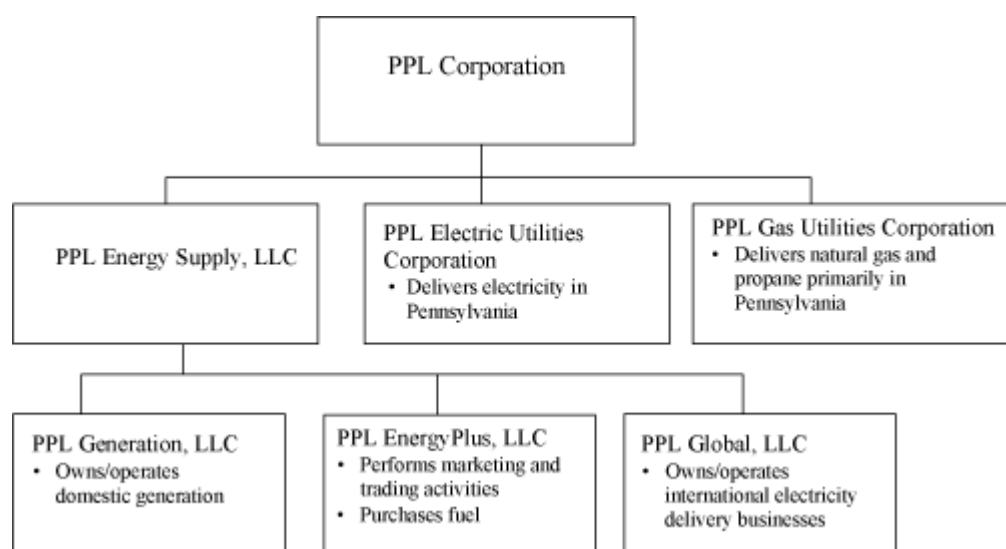 PPL Corporation
PPL Energy Supply, LLC
PPL Electric Utilities
Corporation
• Delivers electricity in
Pennsylvania
PPL Gas Utilities Corporation
• Delivers natural gas and
propane primarily in
Pennsylvania
PPL Generation, LLC
• Owns/operates
domestic generation
PPL EnergyPlus, LLC
• Performs marketing and
trading activities
• Purchases fuel
PPL Global, LLC
• Owns/operates
international electricity
delivery businesses